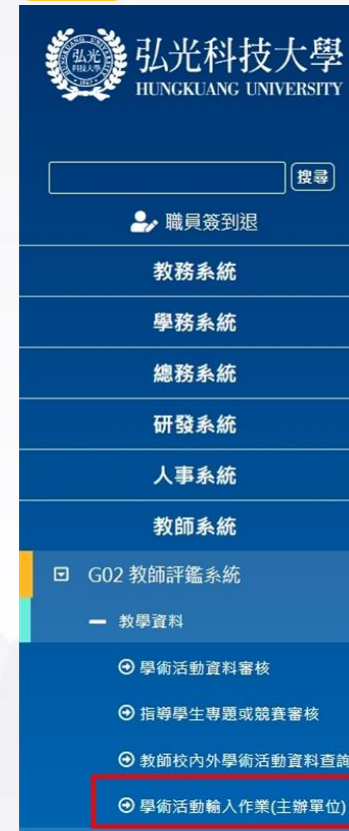 弘光科技大學
HUNGKUANG UNIVERSITY
搜尋
職員簽到退
教務系統
學務系統
總務系統
研發系統
人事系統
教師系統
G02 教師評鑑系統
教學資料
學術活動資料審核
指導學生專題或競賽審核
教師校內外學術活動資料查詢
學術活動輸入作業(主辦單位)